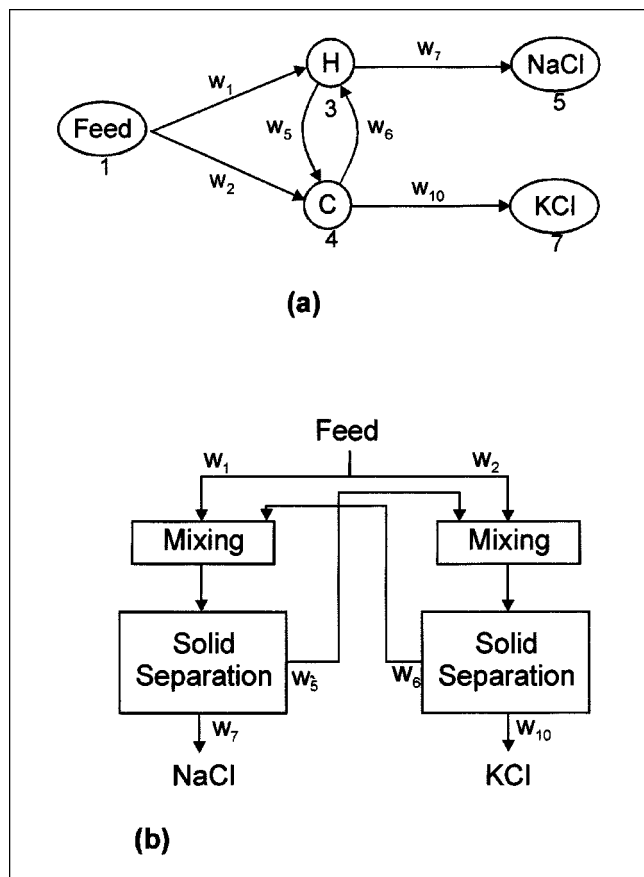 H
W₇
NaCl
5
W₁
3
Feed
1
W₅
W₆
W₂
C
4
W₁₀
KCl
7
(a)
Feed
W₁
W₂
Mixing
Mixing
Solid
Separation
Solid
Separation
W₅
W₆
W₇
W₁₀
NaCl
KCl
(b)